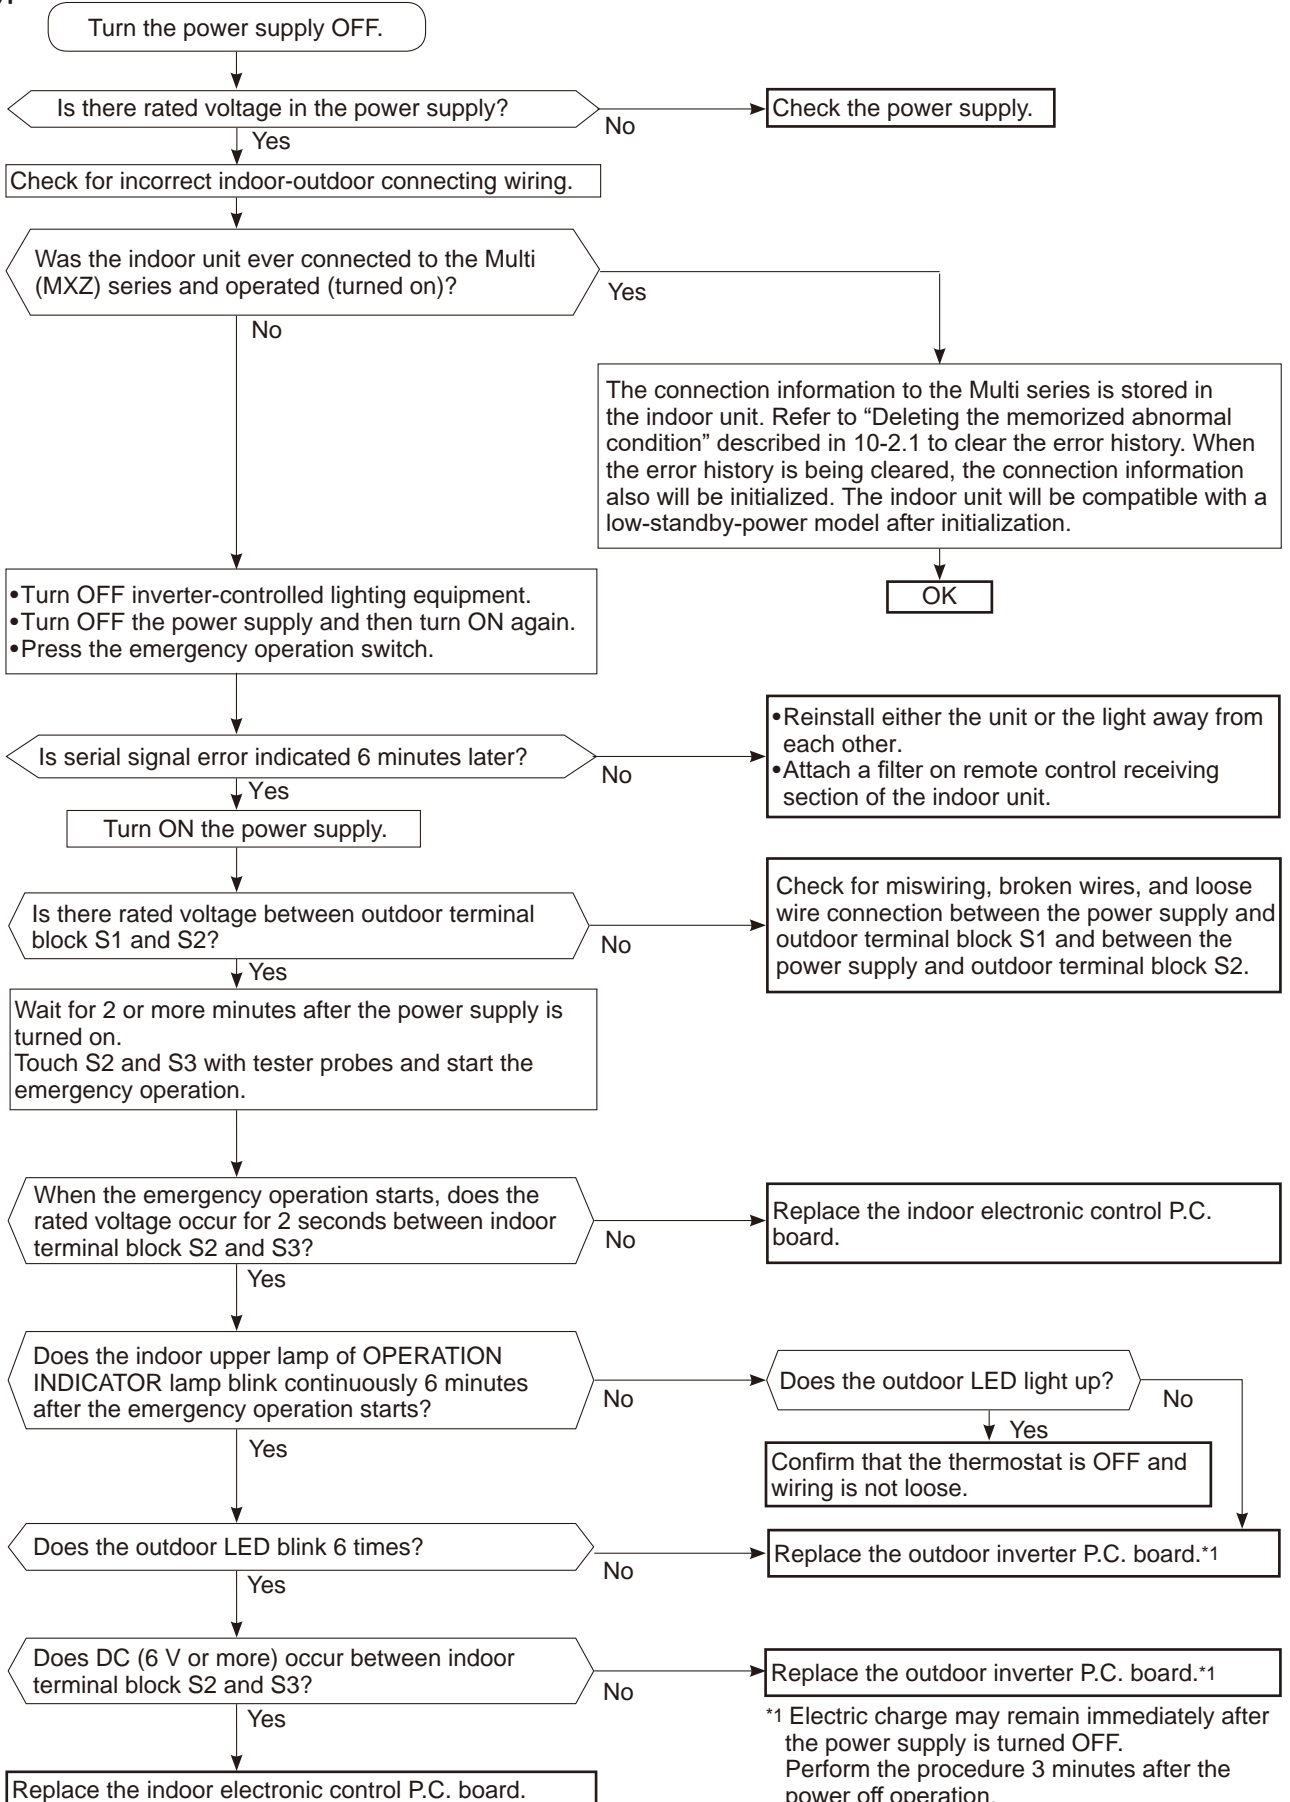 Turn the power supply OFF.
Is there rated voltage in the power supply?
No
Check the power supply.
Yes
Check for incorrect indoor-outdoor connecting wiring.
Was the indoor unit ever connected to the Multi
(MXZ) series and operated (turned on)?
Yes
No
The connection information to the Multi series is stored in
the indoor unit. Refer to “Deleting the memorized abnormal
condition” described in 10-2.1 to clear the error history. When
the error history is being cleared, the connection information
also will be initialized. The indoor unit will be compatible with a
low-standby-power model after initialization.
OK
•Turn OFF inverter-controlled lighting equipment.
•Turn OFF the power supply and then turn ON again.
•Press the emergency operation switch.
Is serial signal error indicated 6 minutes later?
No
•Reinstall either the unit or the light away from
each other.
•Attach a filter on remote control receiving
section of the indoor unit.
Yes
Turn ON the power supply.
Is there rated voltage between outdoor terminal
block S1 and S2?
No
Check for miswiring, broken wires, and loose
wire connection between the power supply and
outdoor terminal block S1 and between the
power supply and outdoor terminal block S2.
Yes
Wait for 2 or more minutes after the power supply is
turned on.
Touch S2 and S3 with tester probes and start the
emergency operation.
When the emergency operation starts, does the
rated voltage occur for 2 seconds between indoor
terminal block S2 and S3?
No
Replace the indoor electronic control P.C.
board.
Yes
Does the indoor upper lamp of OPERATION
INDICATOR lamp blink continuously 6 minutes
after the emergency operation starts?
No
Does the outdoor LED light up?
No
Yes
Confirm that the thermostat is OFF and
wiring is not loose.
Yes
Does the outdoor LED blink 6 times?
No
Replace the outdoor inverter P.C. board.*1
Yes
Does DC (6 V or more) occur between indoor
terminal block S2 and S3?
No
Replace the outdoor inverter P.C. board.*1
Yes
Replace the indoor electronic control P.C. board.
*1 Electric charge may remain immediately after
the power supply is turned OFF.
Perform the procedure 3 minutes after the
power off operation.